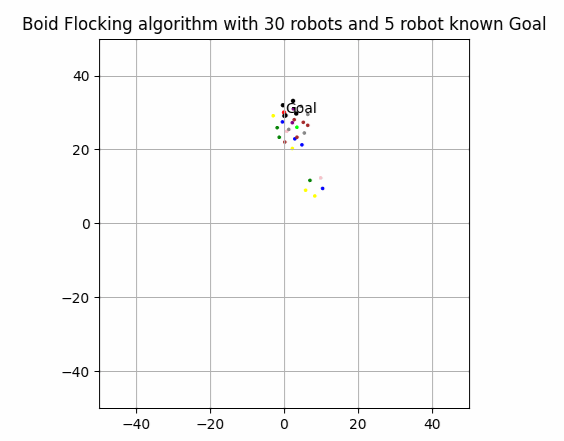 Boid Flocking algorithm with 30 robots and 5 robot known Goal
40
Goal
20
0
−20
−40
−40 −20 0 20 40